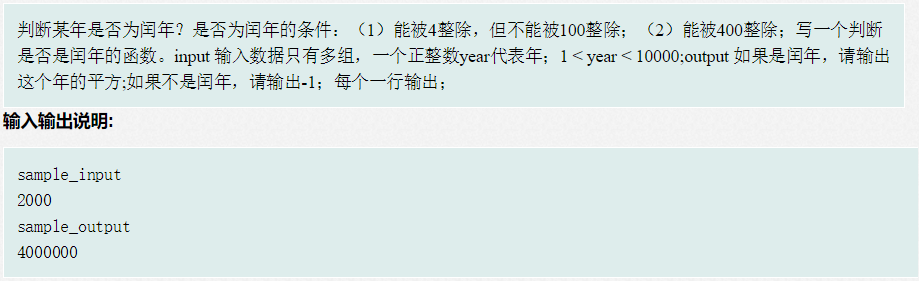 判断某年是否为闰年？是否为闰年的条件：（1）能被4整除，但不能被100整除；（2）能被400整除；写一个判断
是否是闰年的函数。input 输入数据只有多组，一个正整数year代表年；1 < year < 10000;output 如果是闰年，请输出
这个年的平方;如果不是闰年，请输出-1；每个一行输出；
输入输出说明:
sample_input
2000
sample_output
4000000